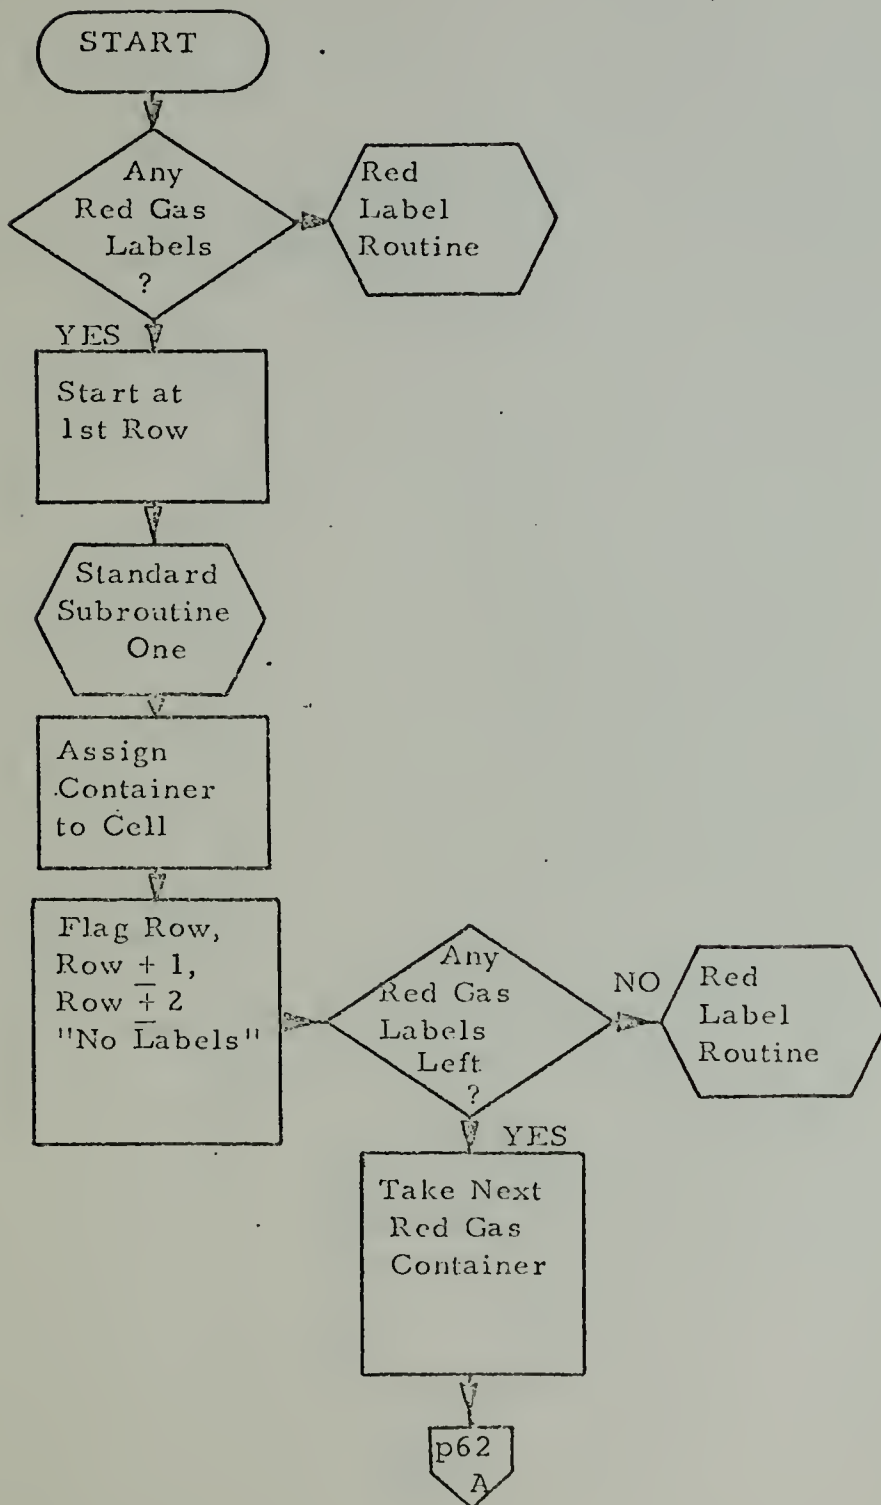 START
Any
Red Gas
Labels
?
Red
Label
Routine
YES
Start at
1st Row
Standard
Subroutine
One
Assign
Container
to Cell
Flag Row,
Row ± 1,
Row ± 2
"No Labels"
Any
Red Gas
Labels
Left
?
NO
Red
Label
Routine
YES
Take Next
Red Gas
Container
p62
A